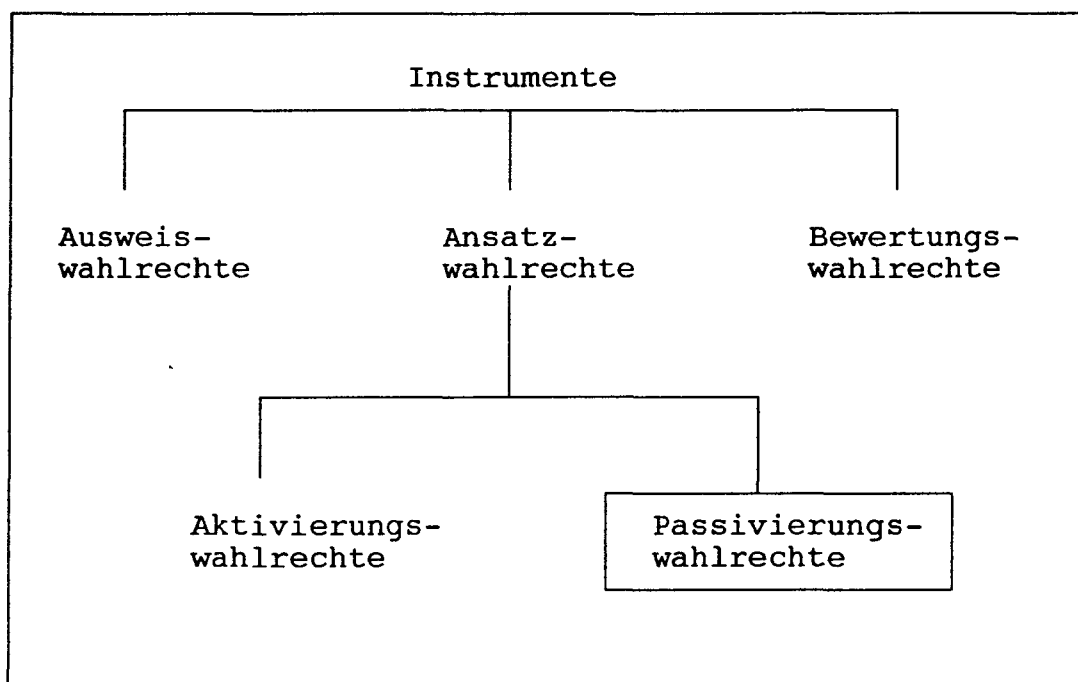 Instrumente
Ausweis-
wahlrechte
Ansatz-
wahlrechte
Bewertungs-
wahlrechte
Aktivierungs-
wahlrechte
Passivierungs-
wahlrechte